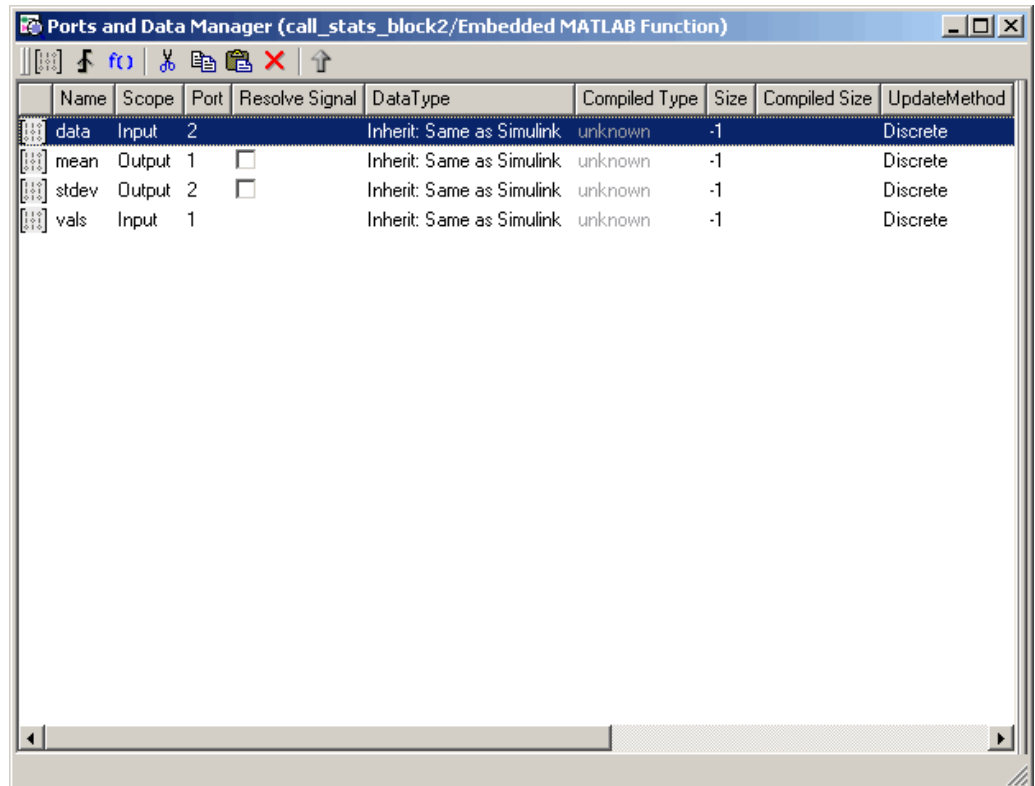 Ports and Data Manager (call_stats_block2/Embedded MATLAB Function)
f()
Name Scope Port Resolve Signal DataType Compiled Type Size Compiled Size UpdateMethod
data Input 2 Inherit: Same as Simulink unknown -1 Discrete
mean Output 1 Inherit: Same as Simulink unknown -1 Discrete
stdev Output 2 Inherit: Same as Simulink unknown -1 Discrete
vals Input 1 Inherit: Same as Simulink unknown -1 Discrete